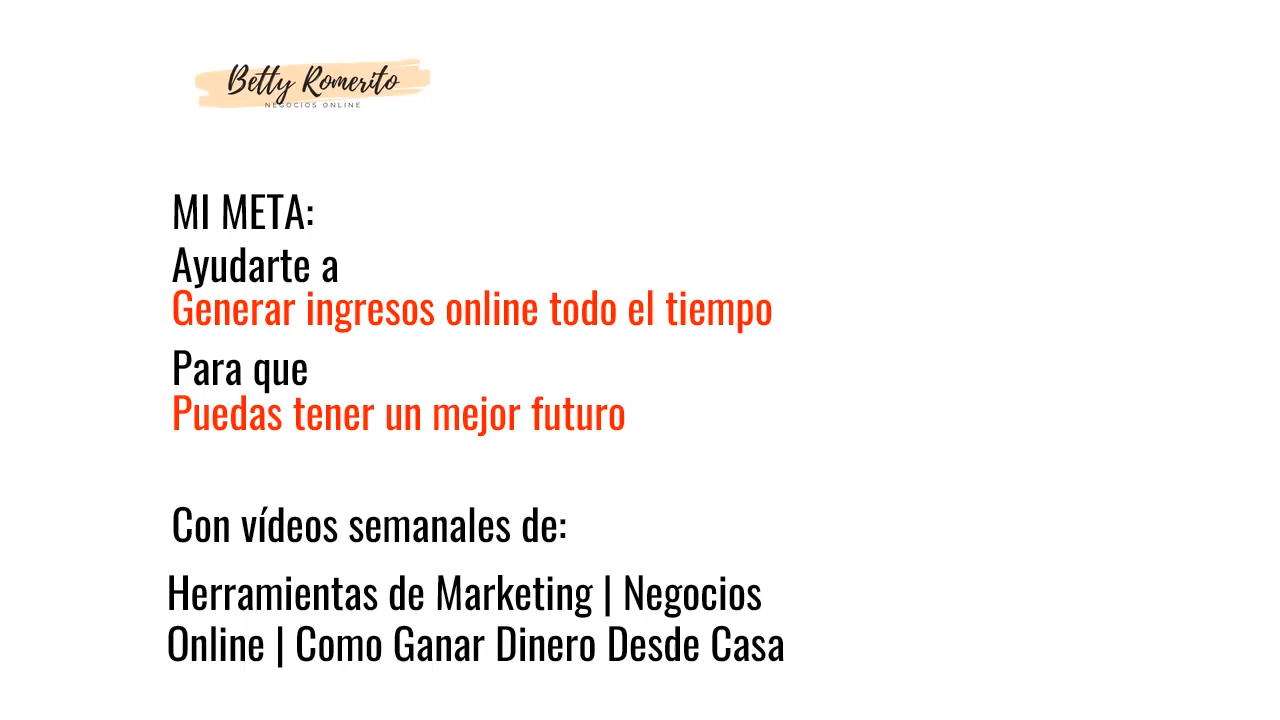 Betty Romerito
NEGOCIOS ONLINE
MI META:
Ayudarte a
Generar ingresos online todo el tiempo
Para que
Puedas tener un mejor futuro
Con vídeos semanales de:
Herramientas de Marketing | Negocios
Online | Como Ganar Dinero Desde Casa